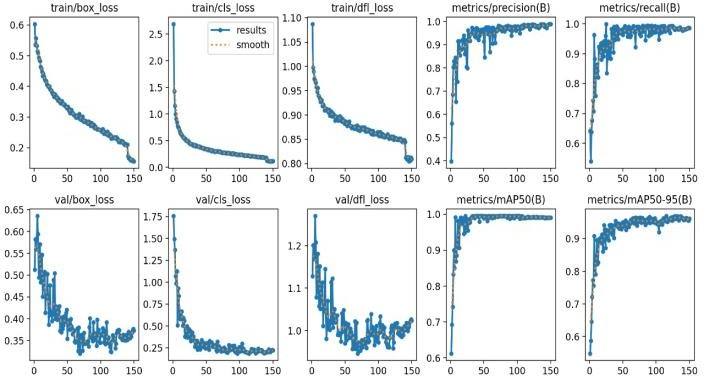 train/box_loss
train/cls_loss
train/dfl_loss
metrics/precision(B)
metrics/recall(B)
0.6
0.5
0.4
0.3
0.2
0 50 100 150
2.5
2.0
1.5
1.0
0.5
0.0
0 50 100 150
results
smooth
1.10
1.05
1.00
0.95
0.90
0.85
0.80
0 50 100 150
1.0
0.9
0.8
0.7
0.6
0.5
0.4
0 50 100 150
1.0
0.9
0.8
0.7
0.6
0 50 100 150
val/box_loss
val/cls_loss
val/dfl_loss
metrics/mAP50(B)
metrics/mAP50-95(B)
0.65
0.60
0.55
0.50
0.45
0.40
0.35
0 50 100 150
1.75
1.50
1.25
1.00
0.75
0.50
0.25
0 50 100 150
1.2
1.1
1.0
0 50 100 150
1.0
0.9
0.8
0.7
0.6
0 50 100 150
0.9
0.8
0.7
0.6
0 50 100 150